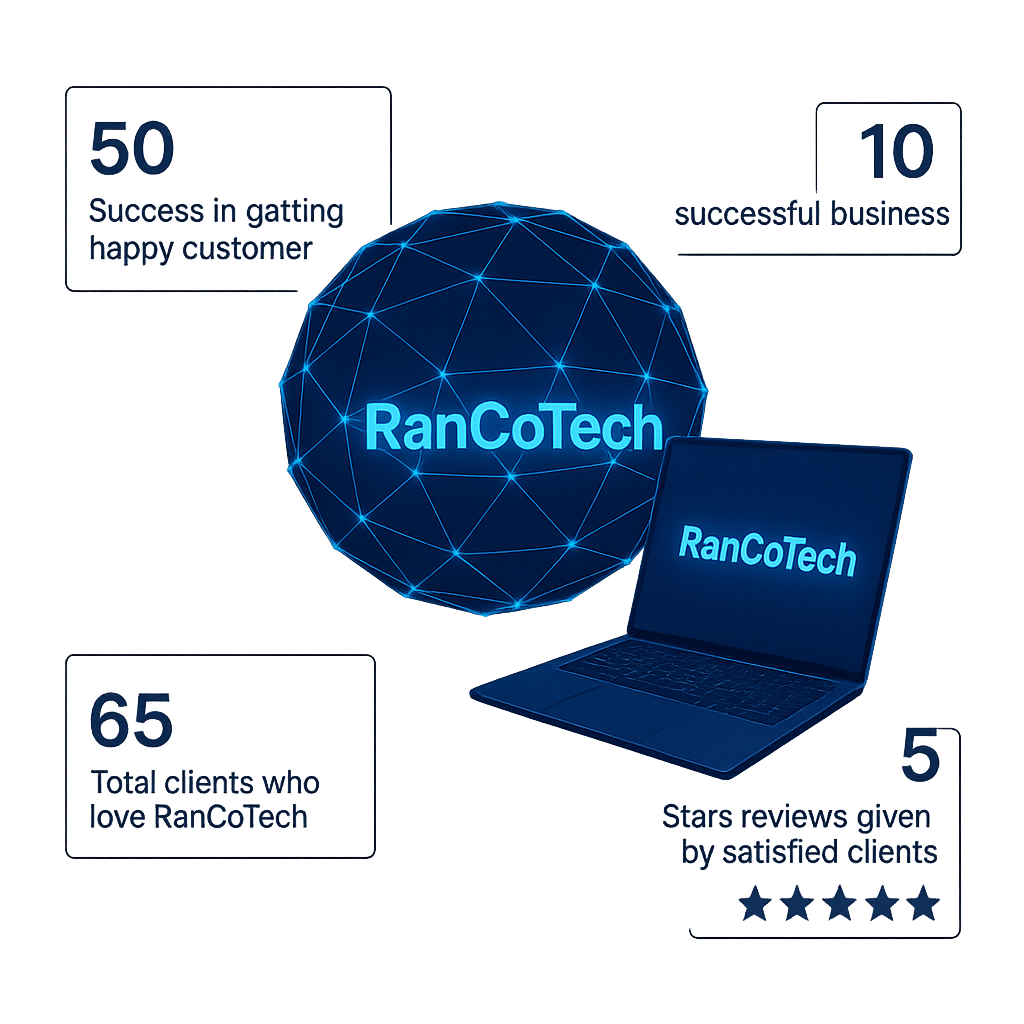 50
Success in gatting
happy customer
10
successful business
RanCoTech
RanCoTech
65
Total clients who
love RanCoTech
5
Stars reviews given
by satisfied clients